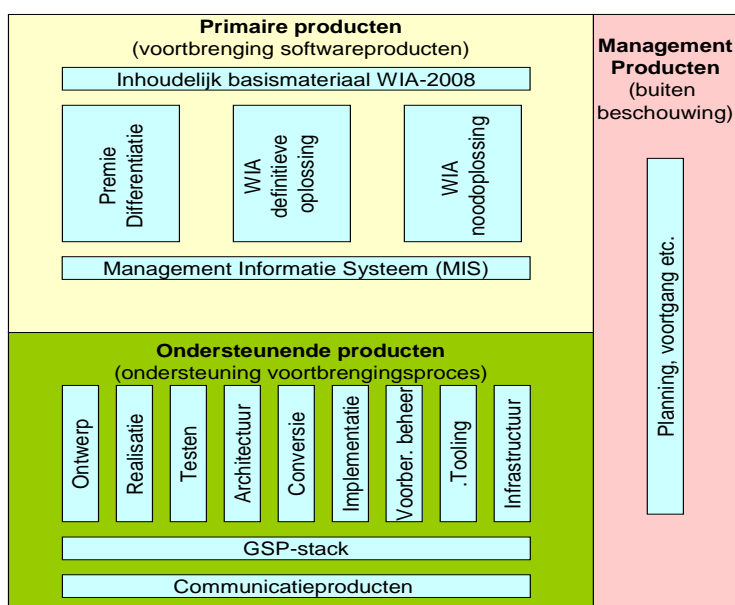 Primaire producten
(voortbrenging softwareproducten)
Inhoudelijk basismateriaal WIA-2008
Premie
Differentiatie
WIA
definitieve
oplossing
WIA
noodoplossing
Management Informatie Systeem (MIS)
Ondersteunende producten
(ondersteuning voortbrengingsproces)
Ontwerp
Realisatie
Testen
Architectuur
Conversie
Implementatie
Voorber. beheer
.Tooling
Infrastructuur
GSP-stack
Communicatieproducten
Management
Producten
(buiten
beschouwing)
Planning, voortgang etc.